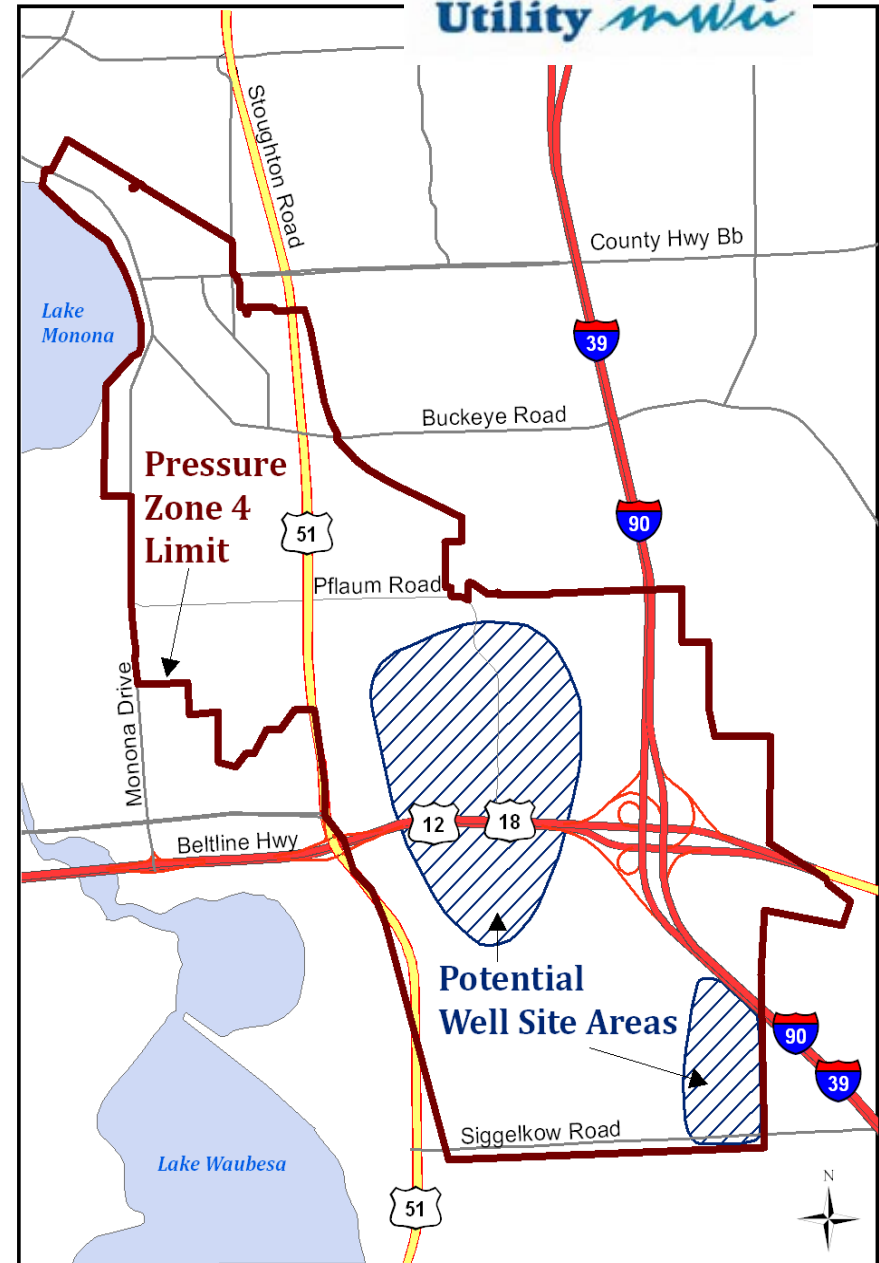 Utility mwu
Stoughton Road
County Hwy Bb
Lake
Monona
39
Buckeye Road
Pressure
Zone 4
Limit
51
90
Pflaum Road
Monona Drive
12
18
Beltline Hwy
Potential
Well Site Areas
90
39
Siggelkow Road
Lake Waubesa
51
N